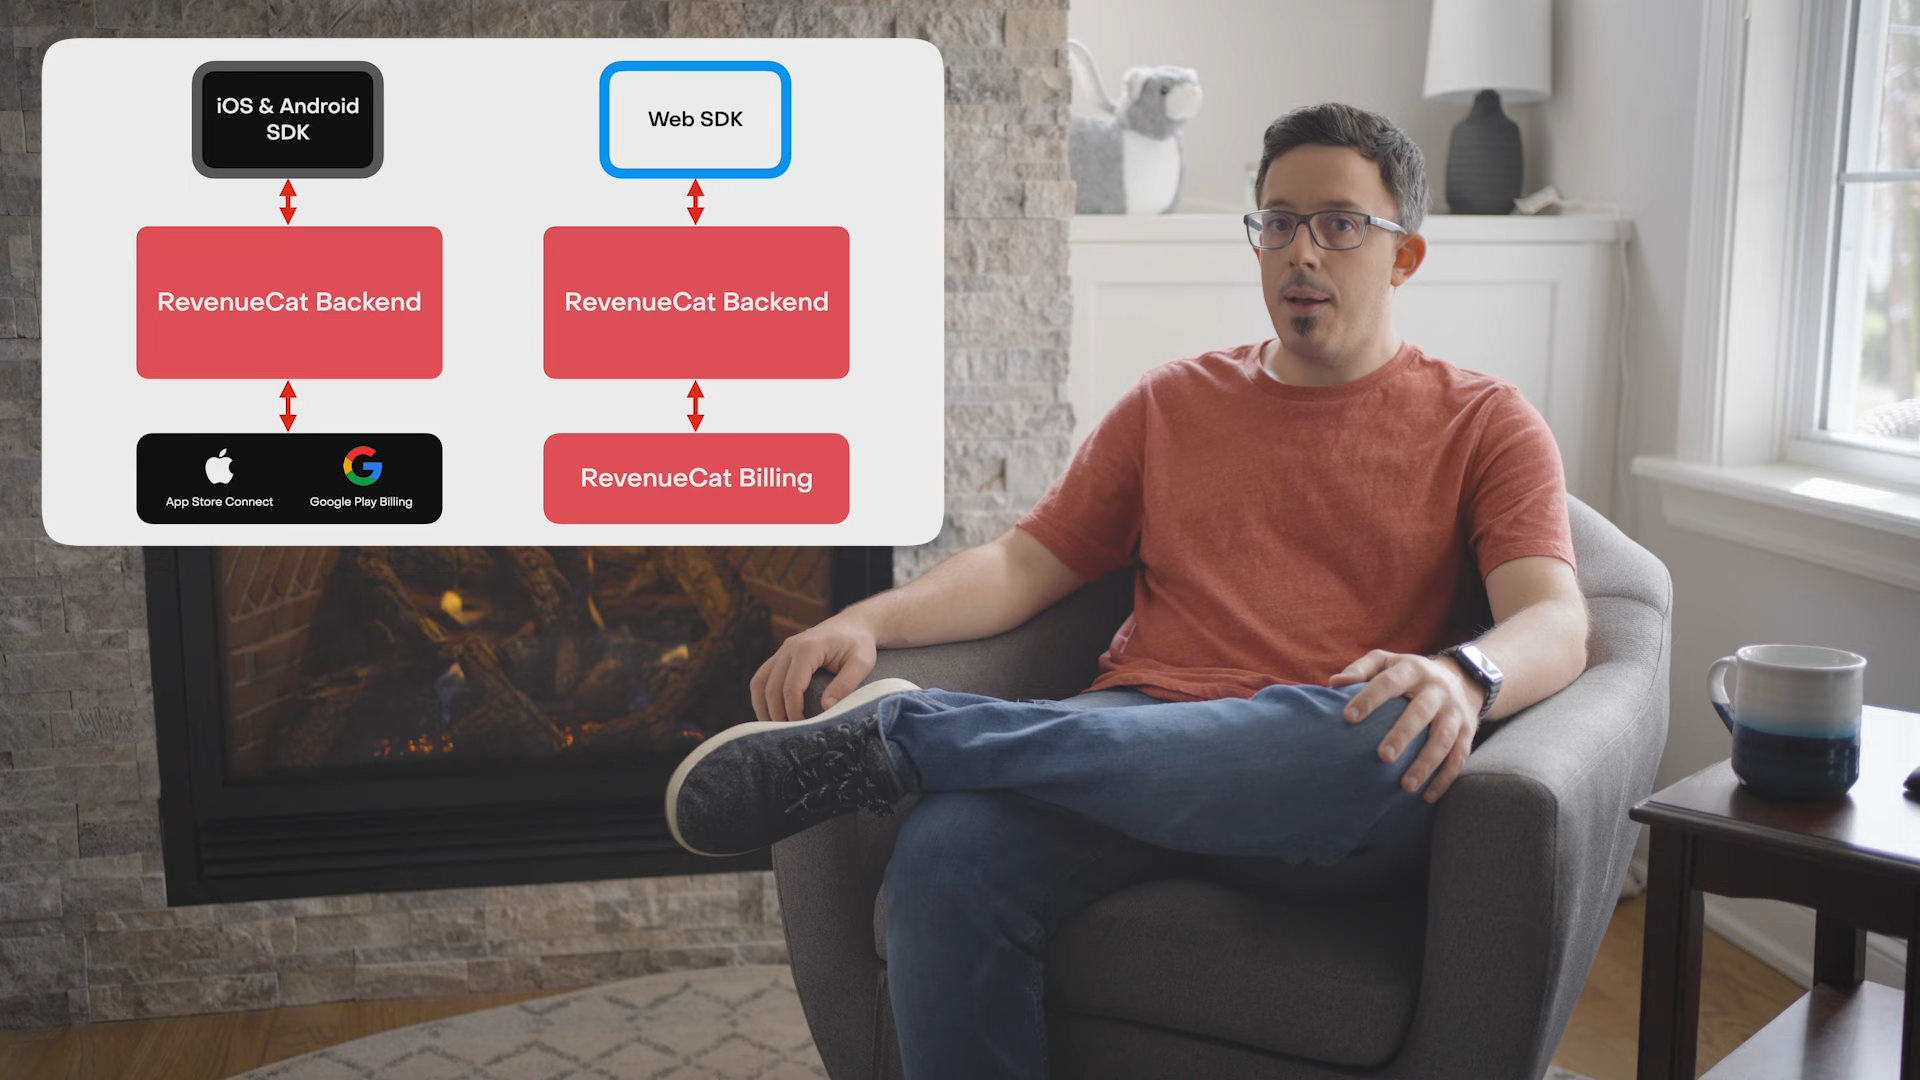 iOS & Android
SDK
RevenueCat Backend
App Store Connect
Google Play Billing
Web SDK
RevenueCat Backend
RevenueCat Billing